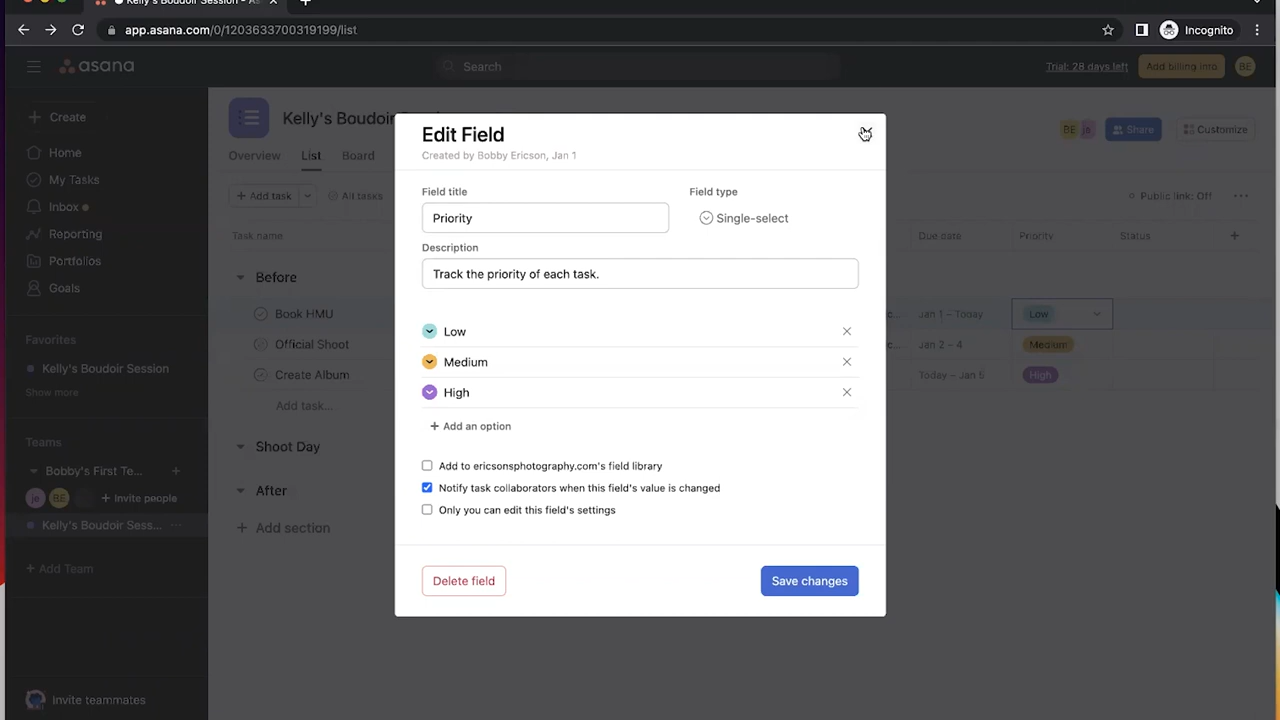 app.asana.com/0/1203633700319199/list
Incognito
asana
Search
Trial: 28 days left
Add billing info
BE
Create
Home
My Tasks
Inbox
Reporting
Portfolios
Goals
Favorites
Kelly's Boudoir Session
Show more
Teams
Bobby's First Te...
je BE Invite people
Kelly's Boudoir Sess...
Add Team
Invite teammates
Kelly's Boudoir
BE js
Share
Customize
Overview List Board
Add task
All tasks
Public link: Off
Task name
Due date Priority Status
Before
Book HMU
Jan 1 – Today
Low
Official Shoot
Jan 2 – 4
Medium
Create Album
Today – Jan 5
High
Add task...
Shoot Day
After
Add section
Edit Field
Created by Bobby Ericson, Jan 1
Field title
Field type
Priority
Single-select
Description
Track the priority of each task.
Low
Medium
High
+ Add an option
Add to ericsonsphotography.com's field library
Notify task collaborators when this field's value is changed
Only you can edit this field's settings
Delete field
Save changes